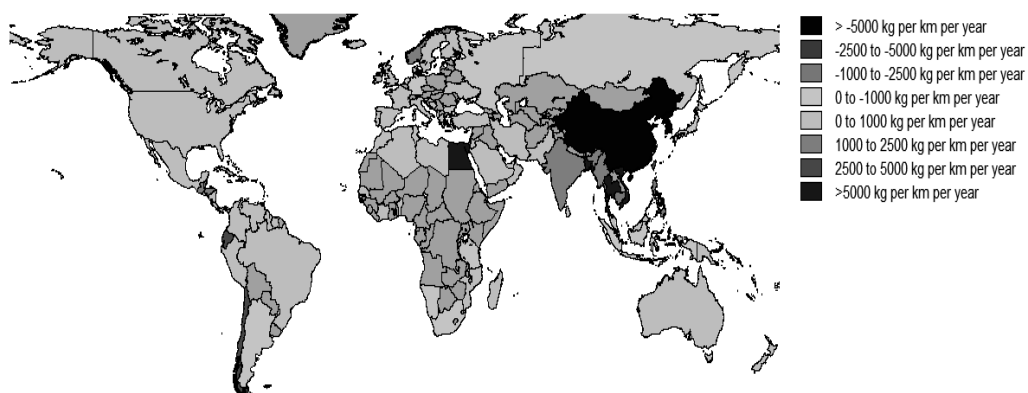 > -5000 kg per km per year
-2500 to -5000 kg per km per year
-1000 to -2500 kg per km per year
0 to -1000 kg per km per year
0 to 1000 kg per km per year
1000 to 2500 kg per km per year
2500 to 5000 kg per km per year
>5000 kg per km per year